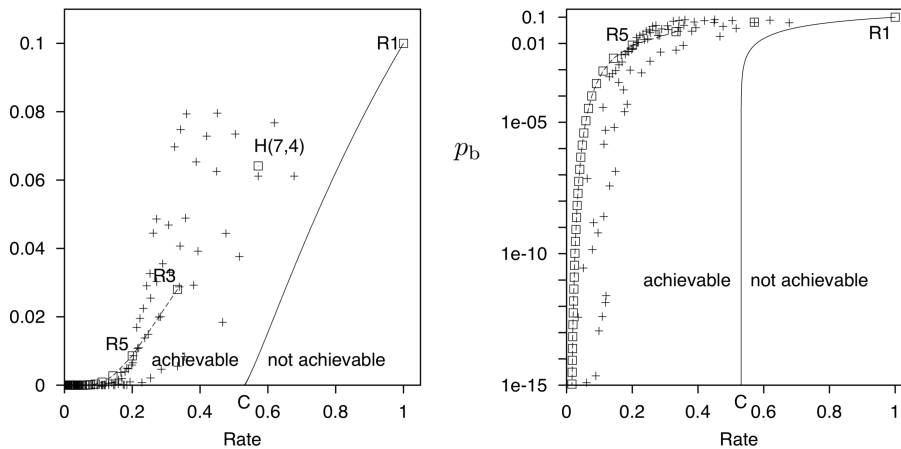 0.1
0.08
0.06
0.04
0.02
0
0 0.2 0.4 0.6 0.8 1
C
Rate
R1
H(7,4)
R3
R5
achievable not achievable
p_b
0.1
0.01
1e-05
1e-10
1e-15
0 0.2 0.4 0.6 0.8 1
C
Rate
R5
R1
achievable not achievable